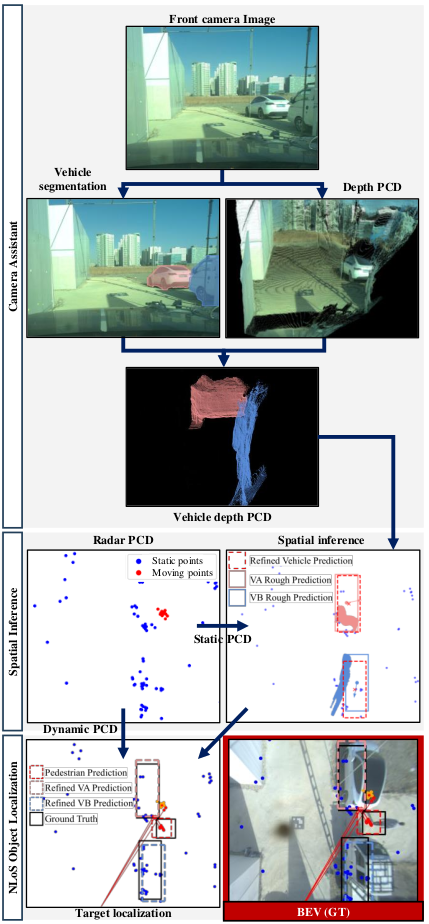 Front camera Image
Vehicle
segmentation
Depth PCD
Camera Assistant
Vehicle depth PCD
Radar PCD
Spatial inference
Static points
Moving points
Refined Vehicle Prediction
VA Rough Prediction
VB Rough Prediction
Spatial Inference
Static PCD
Dynamic PCD
Pedestrian Prediction
Refined VA Prediction
Refined VB Prediction
Ground Truth
NLoS Object Localization
Target localization
BEV (GT)